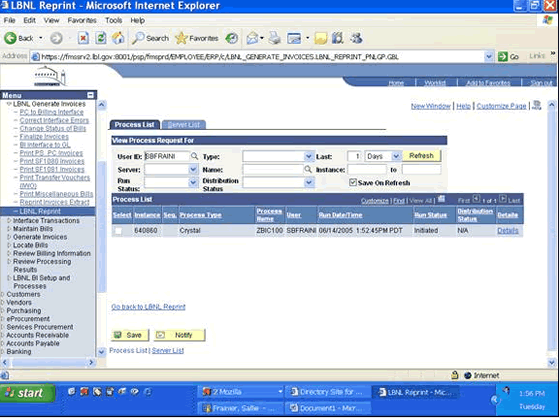 LBNL Reprint - Microsoft Internet Explorer
File Edit View Favorites Tools Help
Back Search Favorites
Address https://fmssrv2.lbl.gov:8001/psp/fmsprd/EMPLOYEE/ERP/c/LBNL_GENERATE_INVOICES.LBNL_REPRINT_PNLGP.GBL Go Links
Home Worklist Add to Favorites Sign out
Menu
New Window | Help | Customize Page
LBNL Generate Invoices
PC to Billing Interface
Correct Interface Errors
Change Status of Bills
Finalize Invoices
BI Interface to GL
Print PS, PC Invoices
Print SF1080 Invoices
Print SF1081 Invoices
Print Transfer Vouchers (IWO)
Print Miscellaneous Bills
Reprint Invoices Extract
LBNL Reprint
Interface Transactions
Maintain Bills
Generate Invoices
Locate Bills
Review Billing Information
Review Processing Results
LBNL BI Setup and Processes
Customers
Vendors
Purchasing
eProcurement
Services Procurement
Accounts Receivable
Accounts Payable
Banking
Process List Server List
View Process Request For
User ID: SBFRAINI Type: Last: 1 Days Refresh
Server: Name: Instance: to
Run Status: Distribution Status Save On Refresh
Process List Customize | Find | View All | First 1 of 1 Last
Select Instance Seq. Process Type Process Name User Run Date/Time Run Status Distribution Status Details
640860 Crystal ZBIC100 SBFRAINI 06/14/2005 1:52:45PM PDT Initiated N/A Details
Go back to LBNL Reprint
Save Notify
Process List | Server List
Internet
start 2 Mozilla Directory Site for ... LBNL Reprint - Mic... 1:06 PM
Frainer, Sallie - ... Document1 - Micr... Tuesday